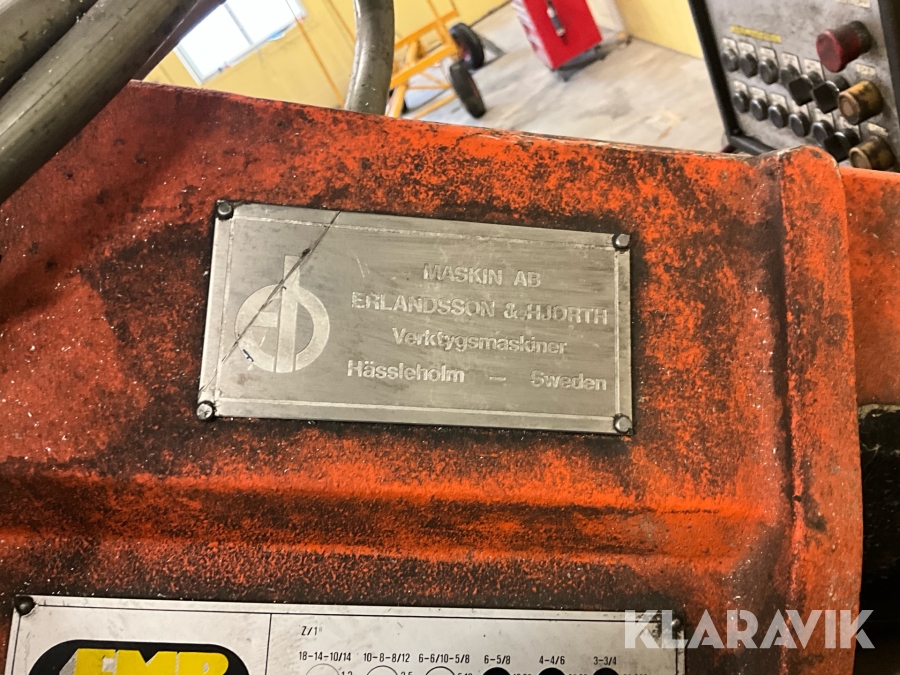 MASKIN AB
ERLANDSSON & HJORTH
Verktygsmaskiner
Hässleholm — Sweden
KLARAVIK
Z/1"
18-14-10/14 10-8-8/12 6-6/10-5/8 6-5/8 4-4/6 3-3/4